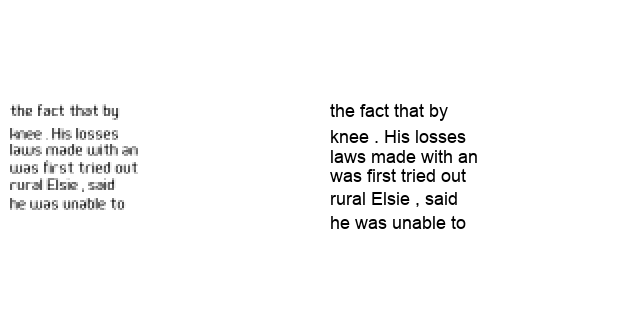 the fact that by
knee . His losses
laws made with an
was first tried out
rural Elsie , said
he was unable to
the fact that by
knee . His losses
laws made with an
was first tried out
rural Elsie , said
he was unable to